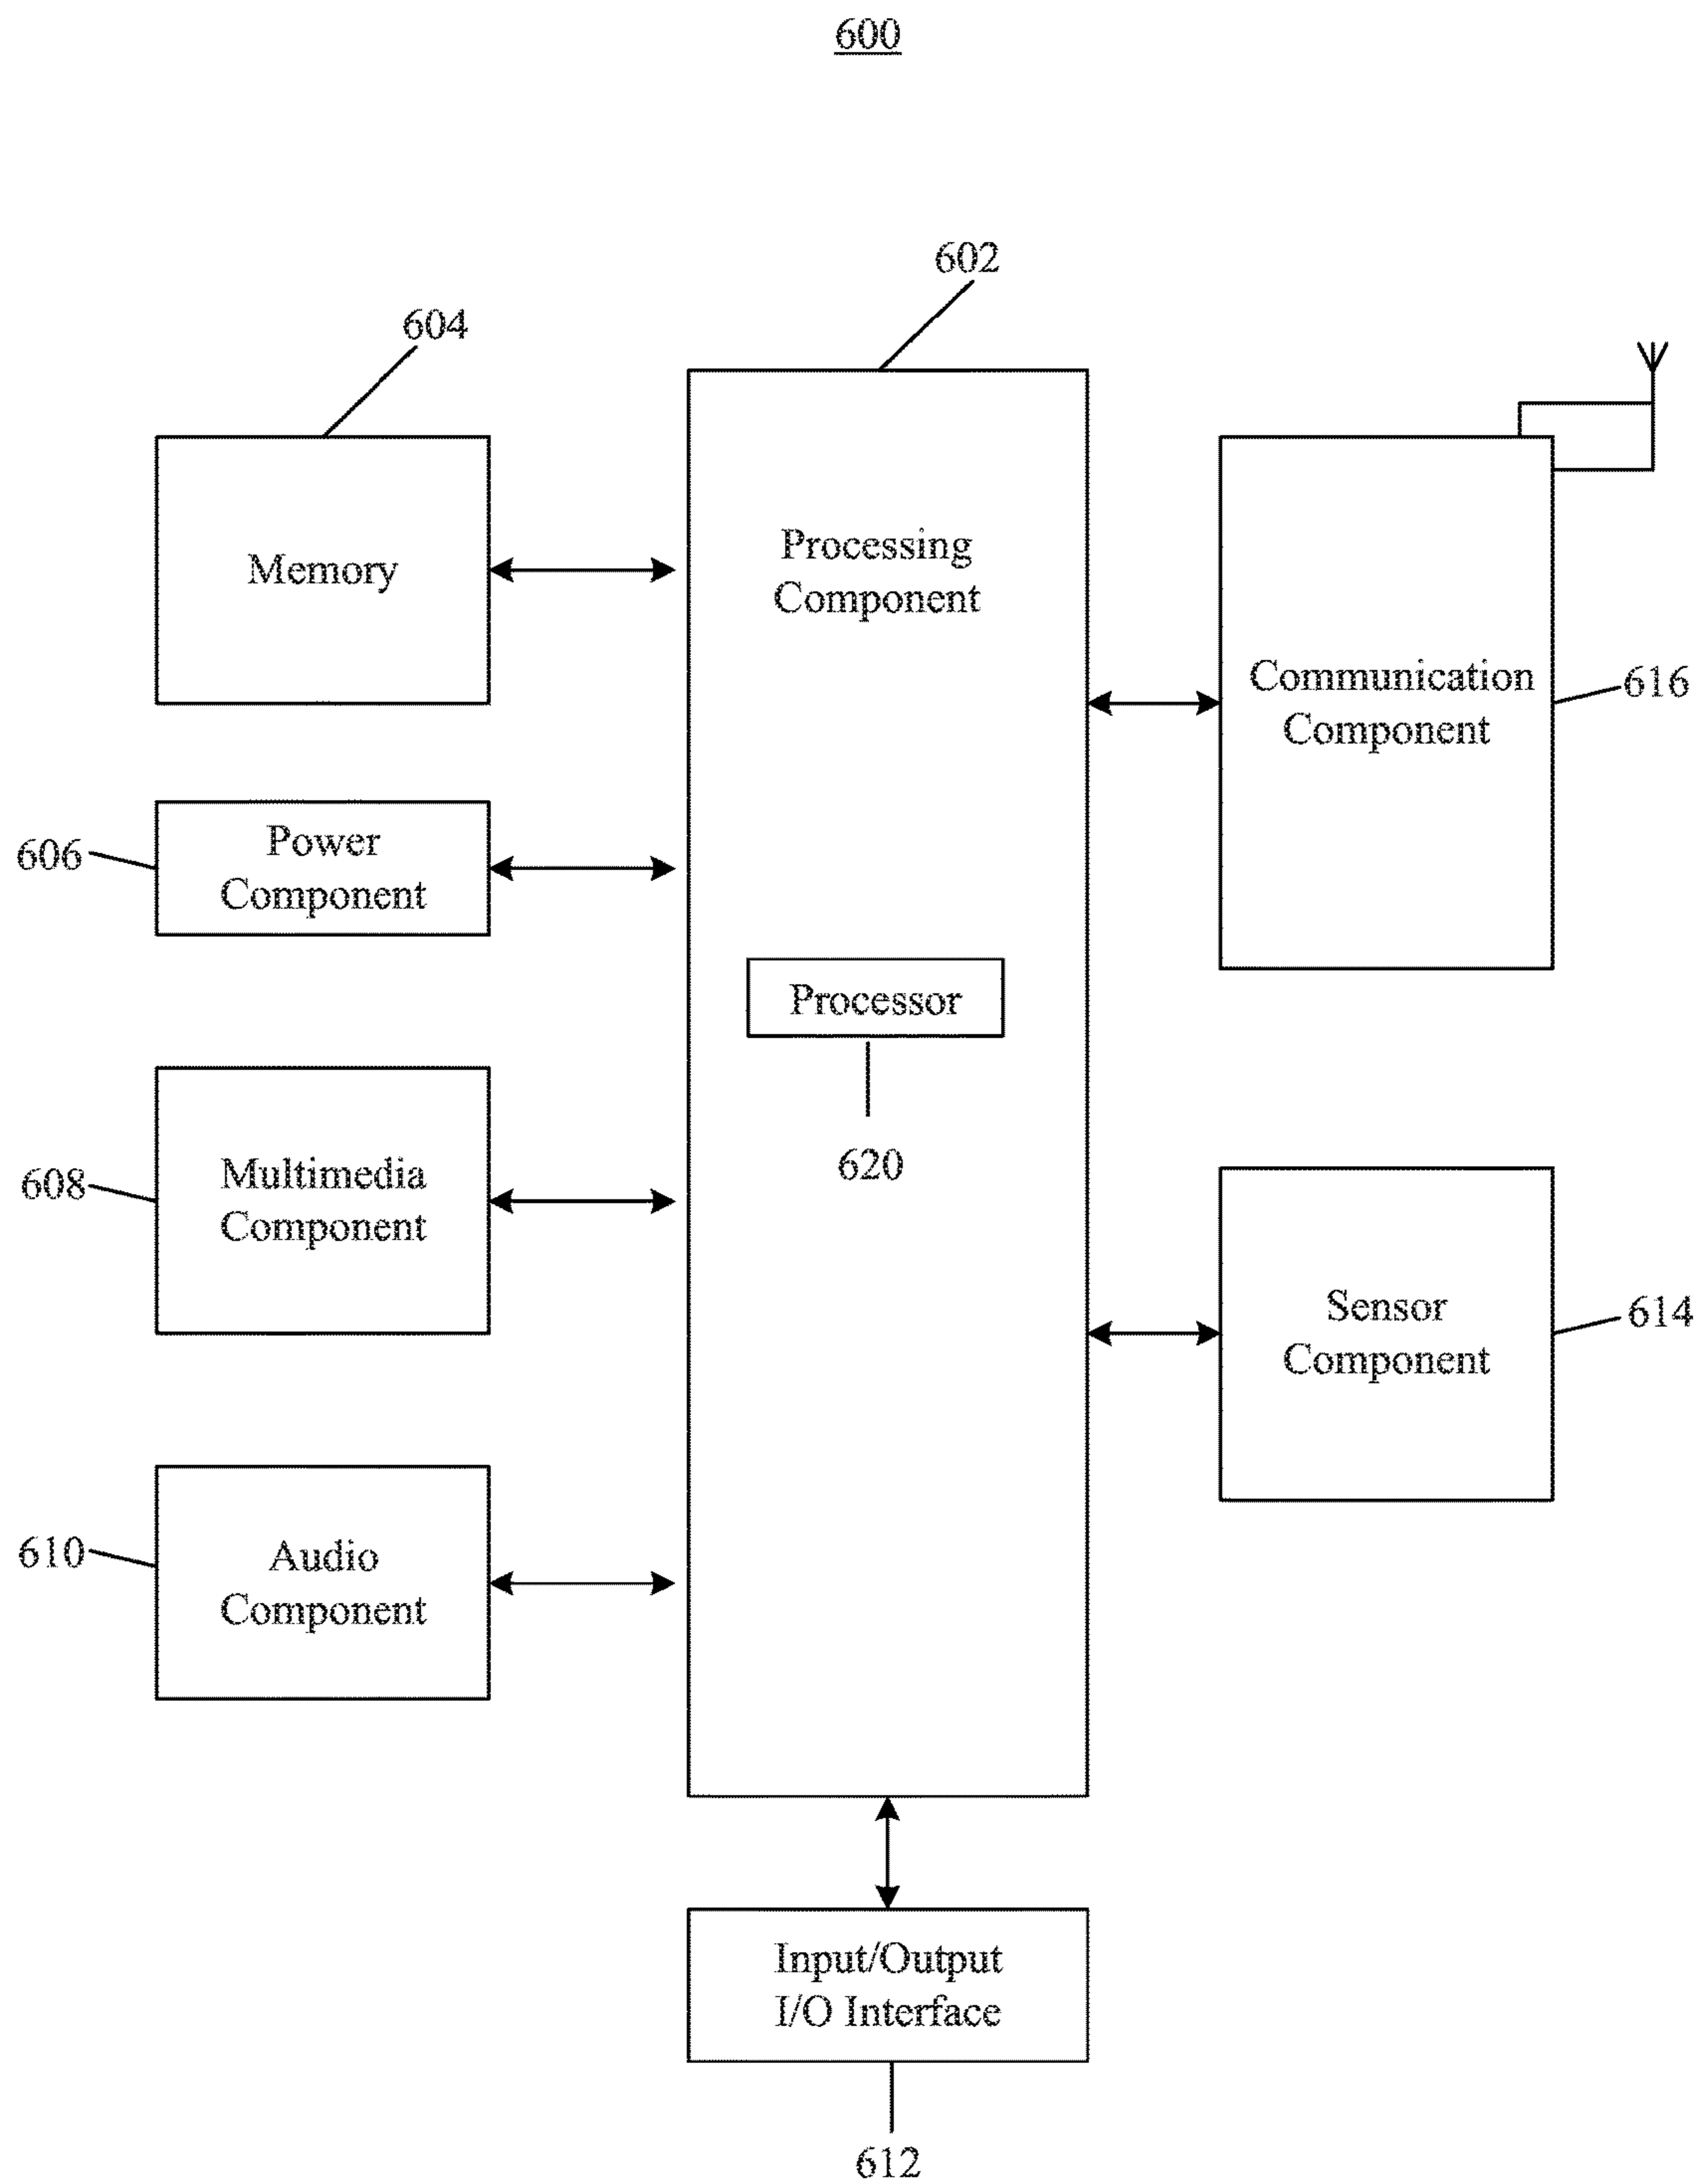 600
602
604
Memory
Processing
Component
Communication
Component
616
606
Power
Component
Processor
620
608
Multimedia
Component
Sensor
Component
614
610
Audio
Component
Input/Output
I/O Interface
612